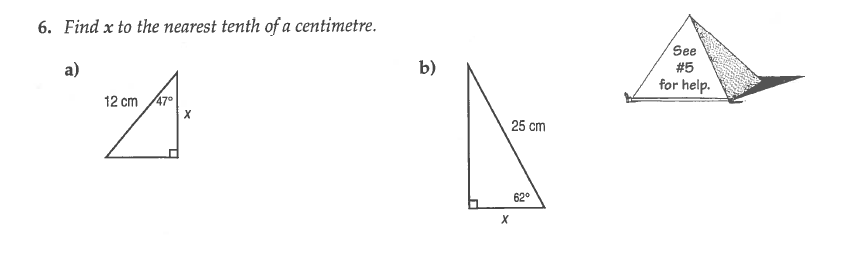 6. Find x to the nearest tenth of a centimetre.
a)
12 cm
47°
x
b)
25 cm
62°
x
See
#5
for help.